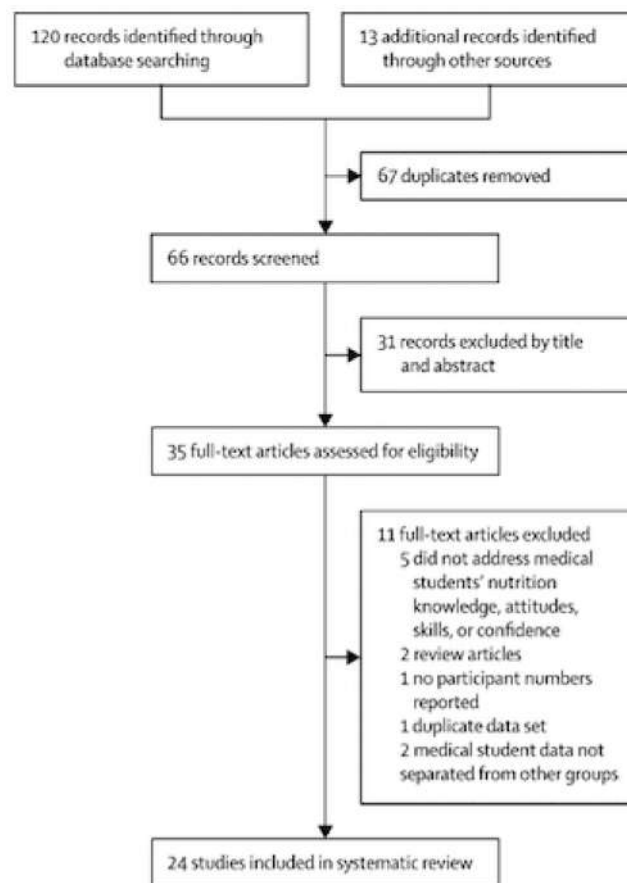 120 records identified through
database searching
13 additional records identified
through other sources
67 duplicates removed
66 records screened
31 records excluded by title
and abstract
35 full-text articles assessed for eligibility
11 full-text articles excluded
5 did not address medical
students' nutrition
knowledge, attitudes,
skills, or confidence
2 review articles
1 no participant numbers
reported
1 duplicate data set
2 medical student data not
separated from other groups
24 studies included in systematic review